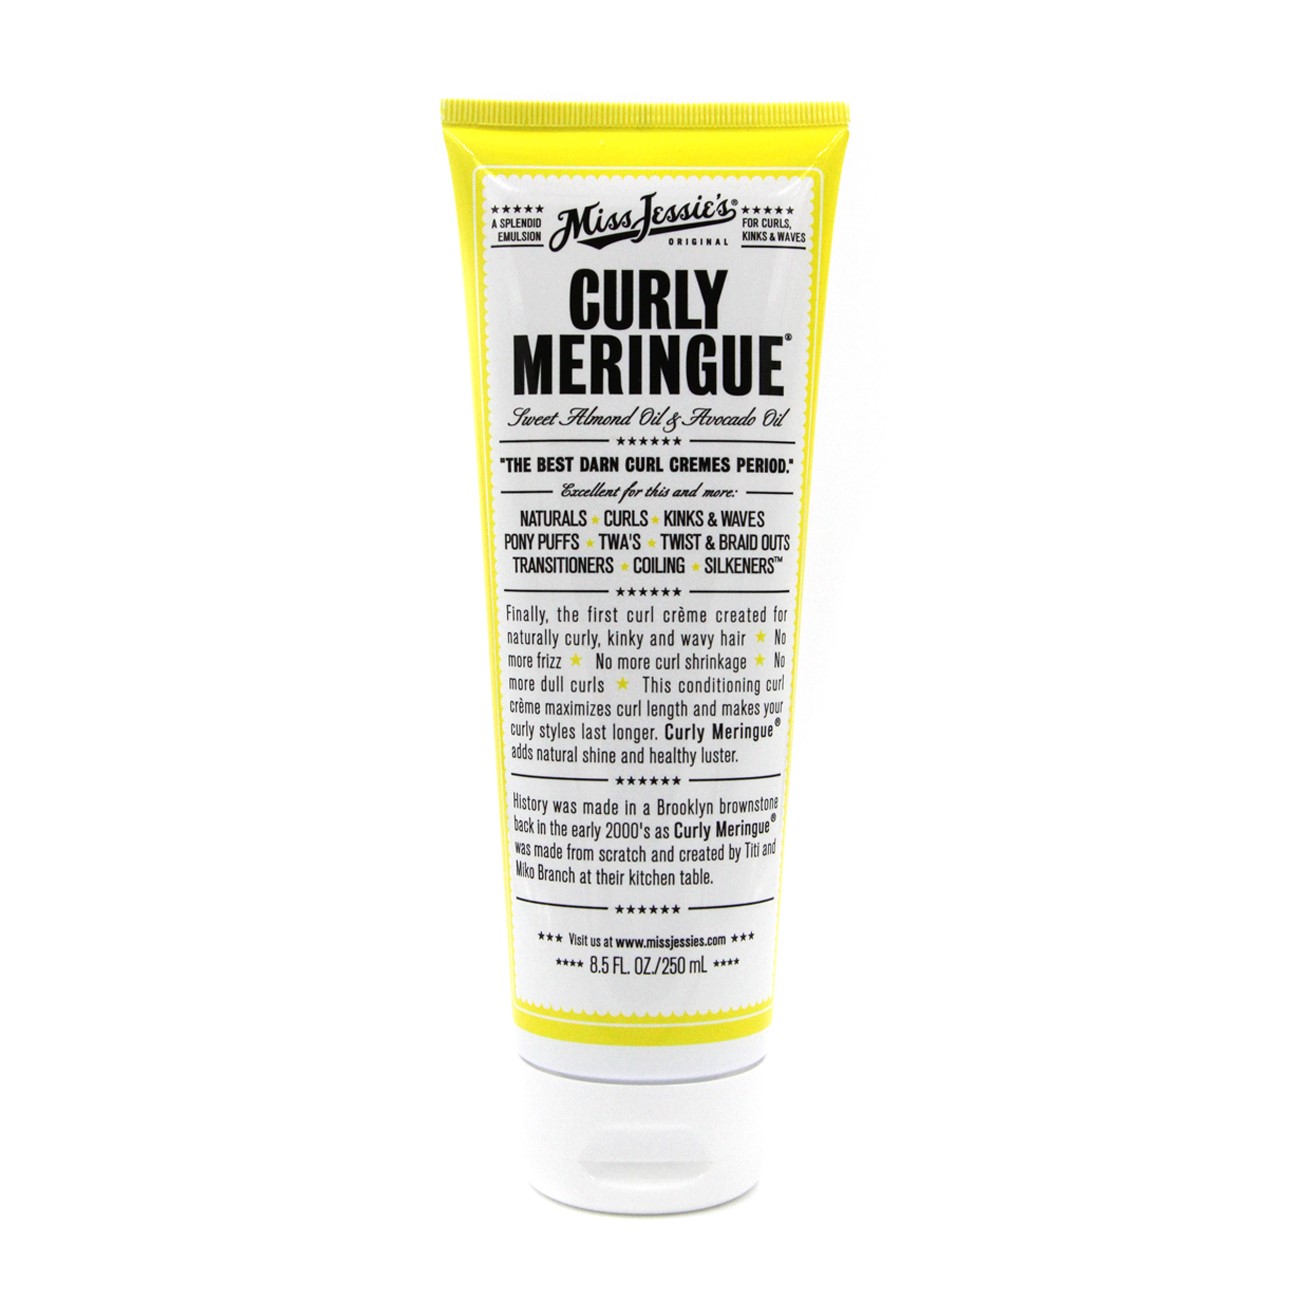 ★★★★★
A SPLENDID
EMULSION
Miss Jessie's®
ORIGINAL
★★★★★
FOR CURLS,
KINKS & WAVES
CURLY
MERINGUE®
Sweet Almond Oil & Avocado Oil
★★★★★★
"THE BEST DARN CURL CREMES PERIOD."
Excellent for this and more:
NATURALS ★ CURLS ★ KINKS & WAVES
PONY PUFFS ★ TWA'S ★ TWIST & BRAID OUTS
TRANSITIONERS ★ COILING ★ SILKENERS™
★★★★★★
Finally, the first curl crème created for
naturally curly, kinky and wavy hair ★ No
more frizz ★ No more curl shrinkage ★ No
more dull curls ★ This conditioning curl
crème maximizes curl length and makes your
curly styles last longer. Curly Meringue®
adds natural shine and healthy luster.
★★★★★★
History was made in a Brooklyn brownstone
back in the early 2000's as Curly Meringue®
was made from scratch and created by Titi and
Miko Branch at their kitchen table.
★★★★★★
★★★ Visit us at www.missjessies.com ★★★
★★★★ 8.5 FL. OZ./250 mL ★★★★